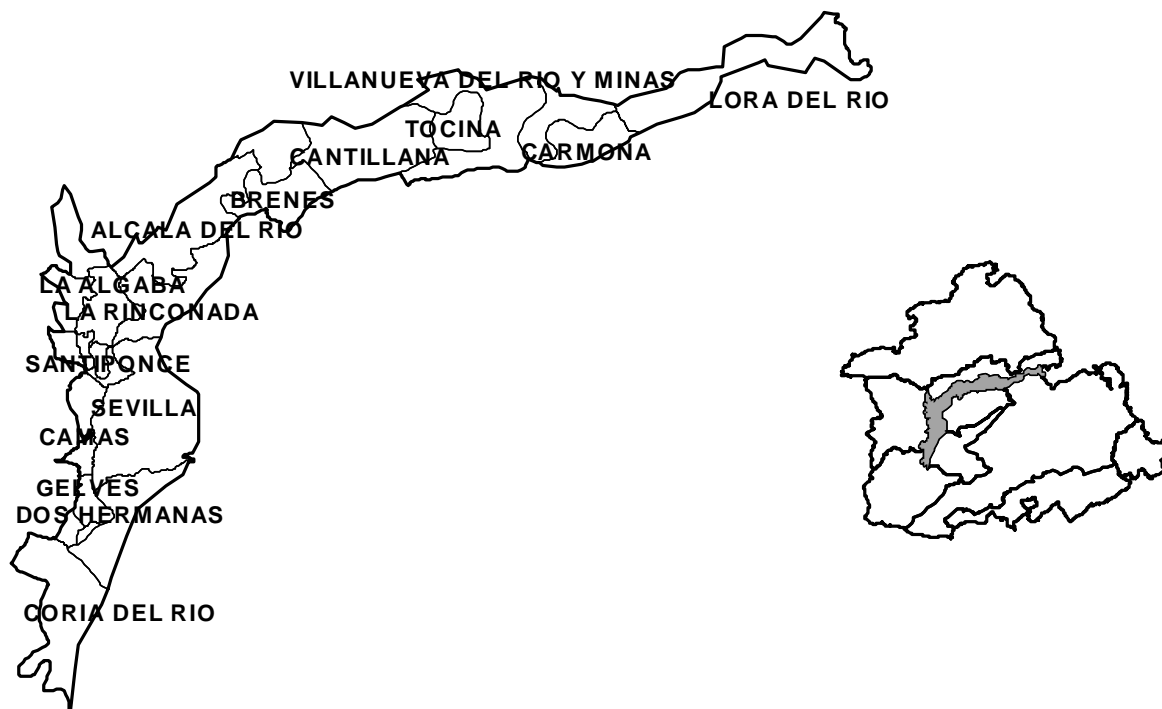 VILLANUEVA DEL RIO Y MINAS
LORA DEL RIO
TOCINA
CARMONA
CANTILLANA
BRENES
ALCALA DEL RIO
LA ALGABA
LA RINCONADA
SANTIPONCE
SEVILLA
CAMAS
GELVES
DOS HERMANAS
CORIA DEL RIO